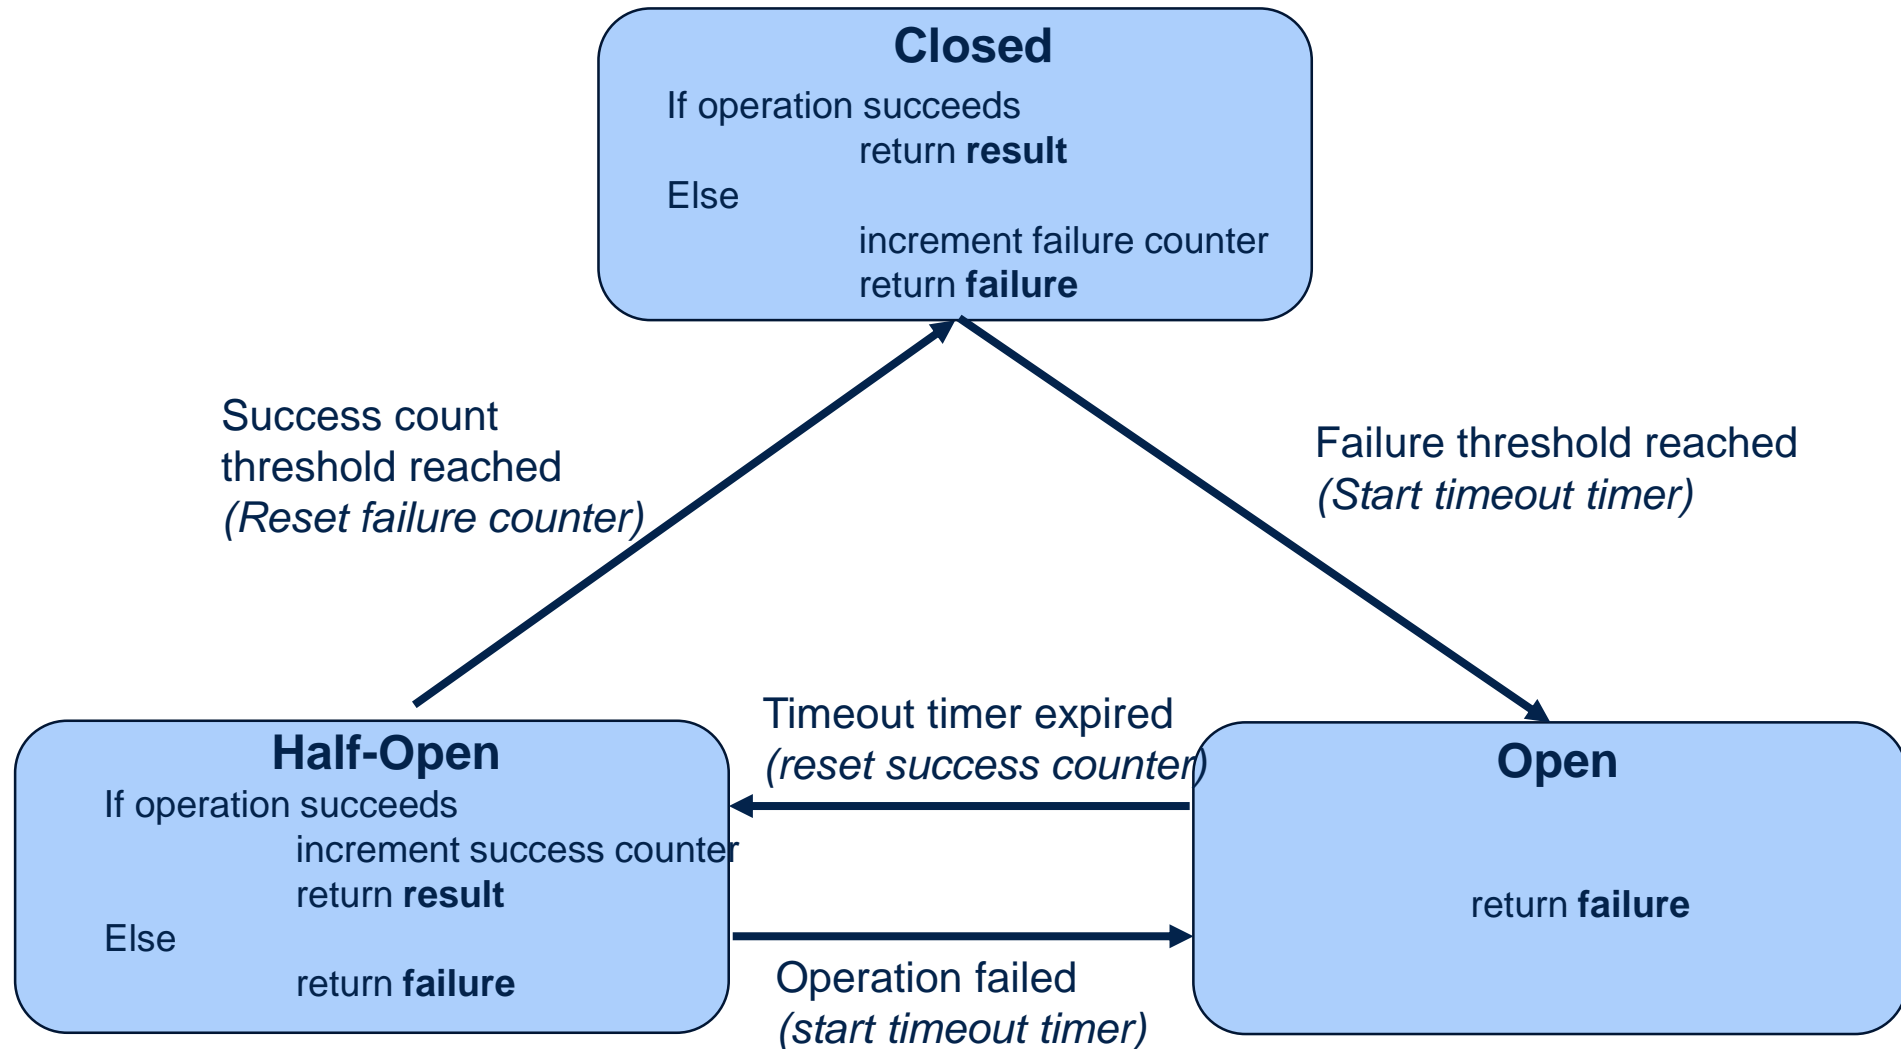 Closed
If operation succeeds
return result
Else
increment failure counter
return failure
Success count
threshold reached
(Reset failure counter)
Failure threshold reached
(Start timeout timer)
Timeout timer expired
(reset success counter)
Half-Open
If operation succeeds
increment success counter
return result
Else
return failure
Open
return failure
Operation failed
(start timeout timer)